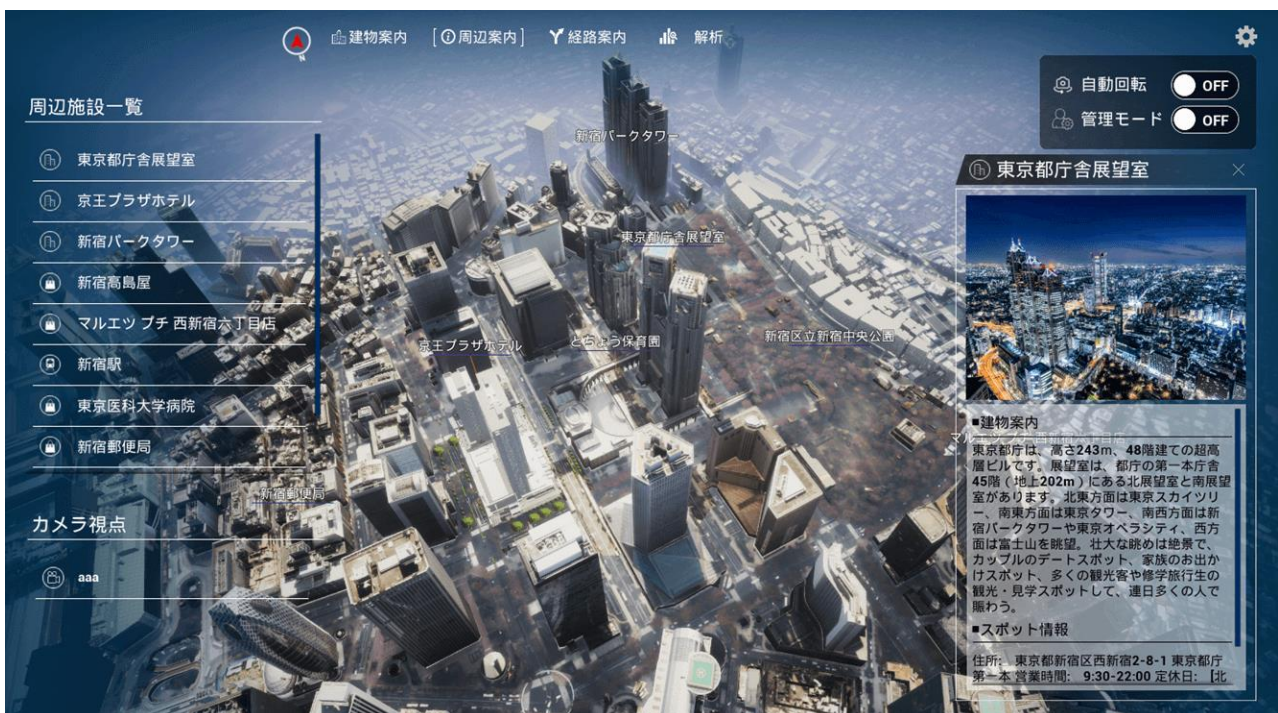 N
建物案内
[周辺案内]
経路案内
解析
自動回転
OFF
管理モード
OFF
周辺施設一覧
東京都庁舎展望室
京王プラザホテル
新宿パークタワー
新宿高島屋
マルエツ プチ 西新宿六丁目店
新宿駅
東京医科大学病院
新宿郵便局
カメラ視点
aaa
新宿パークタワー
東京都庁舎展望室
京王プラザホテル
とちょう保育園
新宿区立新宿中央公園
マルエツ プチ 西新宿六丁目店
新宿郵便局
東京都庁舎展望室
■建物案内
東京都庁は、高さ243m、48階建ての超高
層ビルです。展望室は、都庁の第一本庁舎
45階(地上202m)にある北展望室と南展望
室があります。北東方面は東京スカイツリ
ー、南東方面は東京タワー、南西方面は新
宿パークタワーや東京オペラシティ、西方
面は富士山を眺望。壮大な眺めは絶景で、
カップルのデートスポット、家族のお出か
けスポット、多くの観光客や修学旅行生の
観光・見学スポットして、連日多くの人で
賑わう。
■スポット情報
住所: 東京都新宿区西新宿2-8-1 東京都庁
第一本 営業時間: 9:30-22:00 定休日: [北